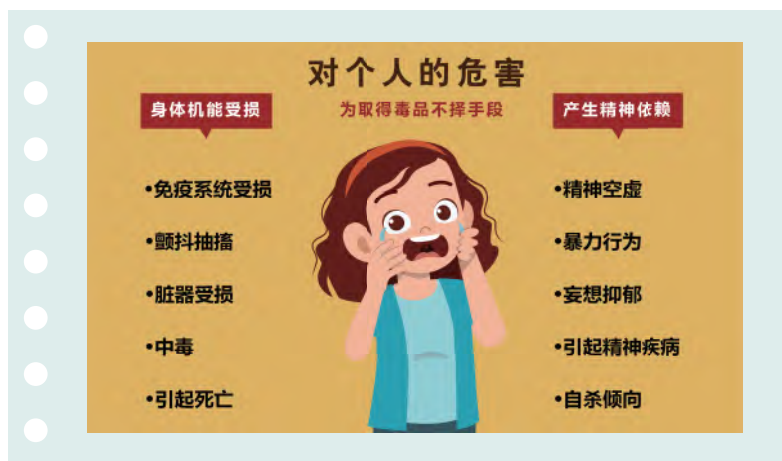 对个人的危害
为取得毒品不择手段
身体机能受损
•免疫系统受损
•颤抖抽搐
•脏器受损
•中毒
•引起死亡
产生精神依赖
•精神空虚
•暴力行为
•妄想抑郁
•引起精神疾病
•自杀倾向